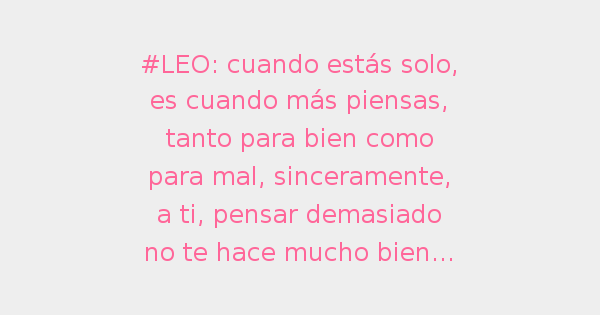 #LEO: cuando estás solo,
es cuando más piensas,
tanto para bien como
para mal, sinceramente,
a ti, pensar demasiado
no te hace mucho bien...